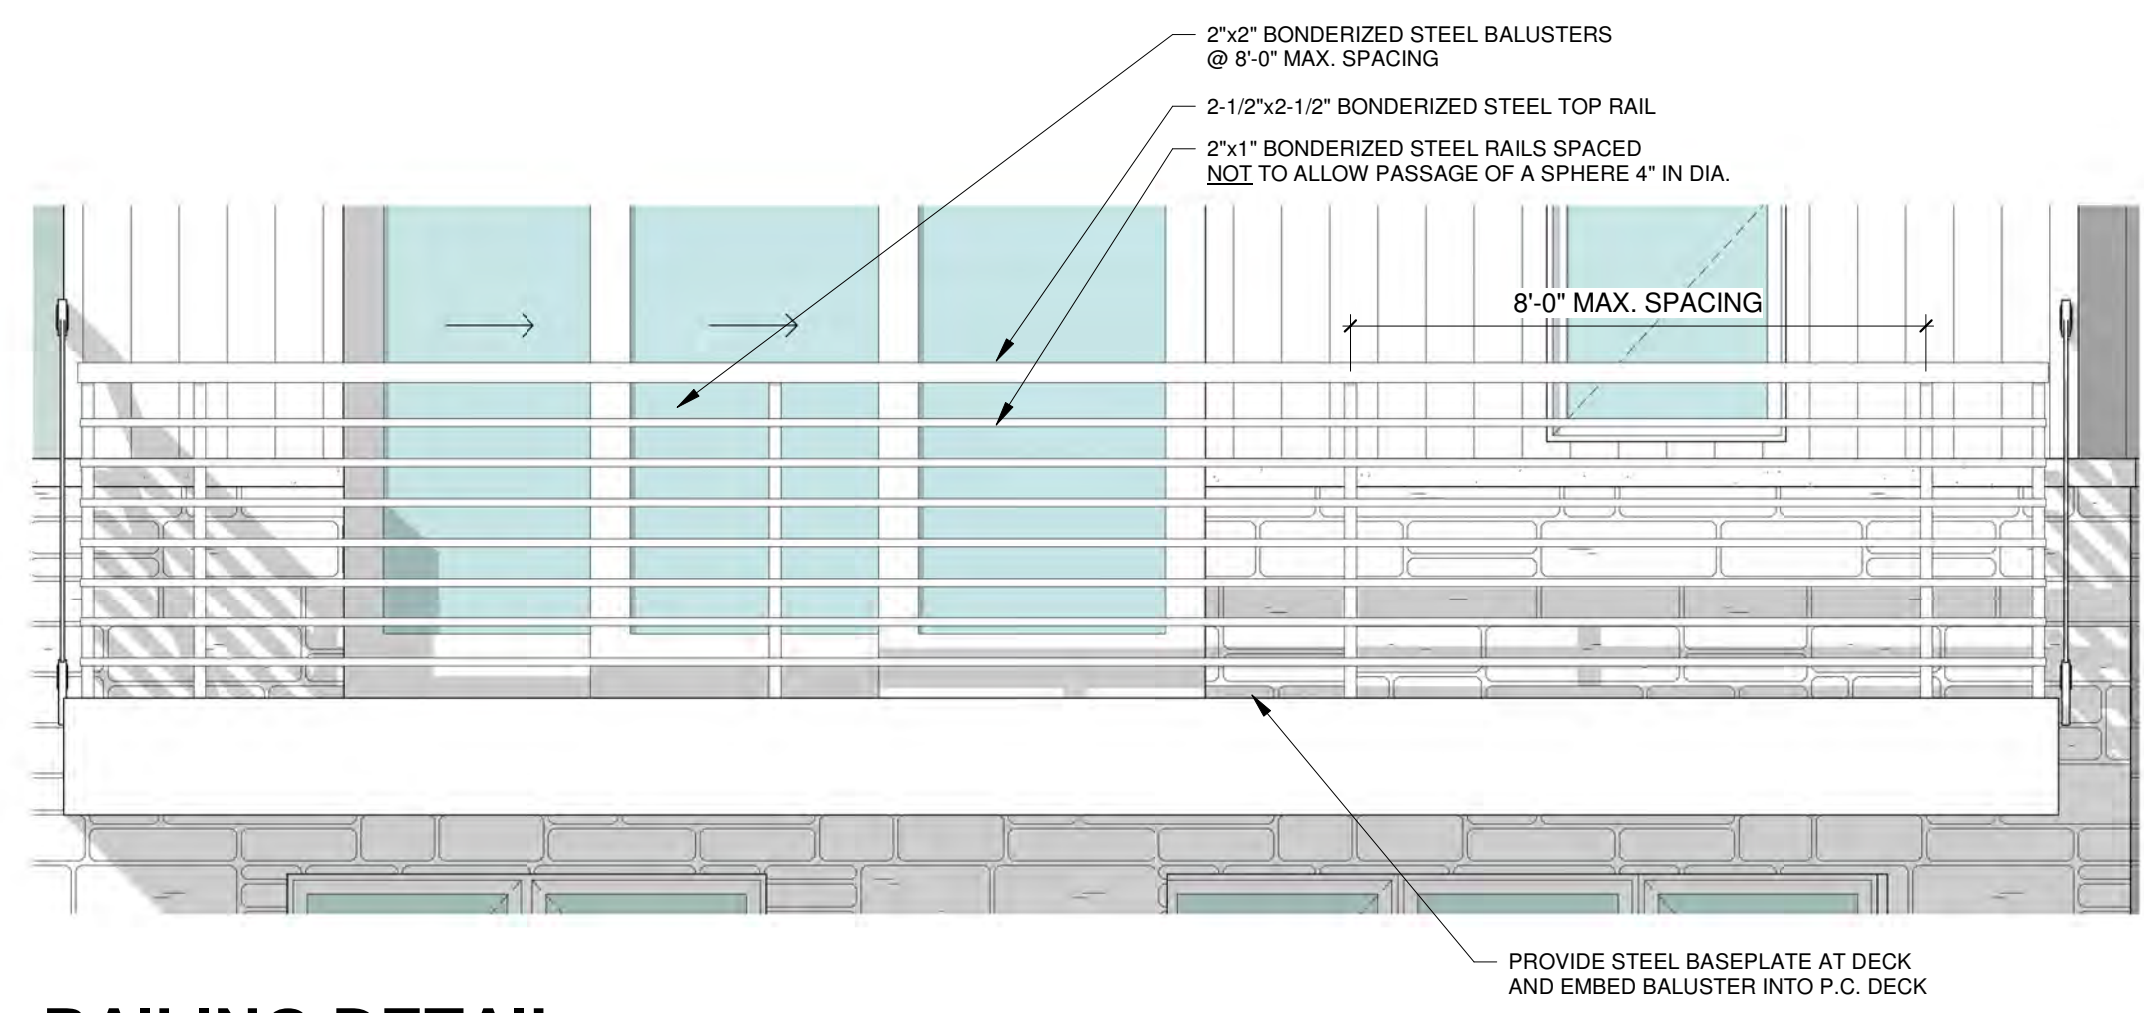 2"x2" BONDERIZED STEEL BALUSTERS
@ 8'-0" MAX. SPACING
2-1/2"x2-1/2" BONDERIZED STEEL TOP RAIL
2"x1" BONDERIZED STEEL RAILS SPACED
NOT TO ALLOW PASSAGE OF A SPHERE 4" IN DIA.
8'-0" MAX. SPACING
PROVIDE STEEL BASEPLATE AT DECK
AND EMBED BALUSTER INTO P.C. DECK
RAILING DETAIL